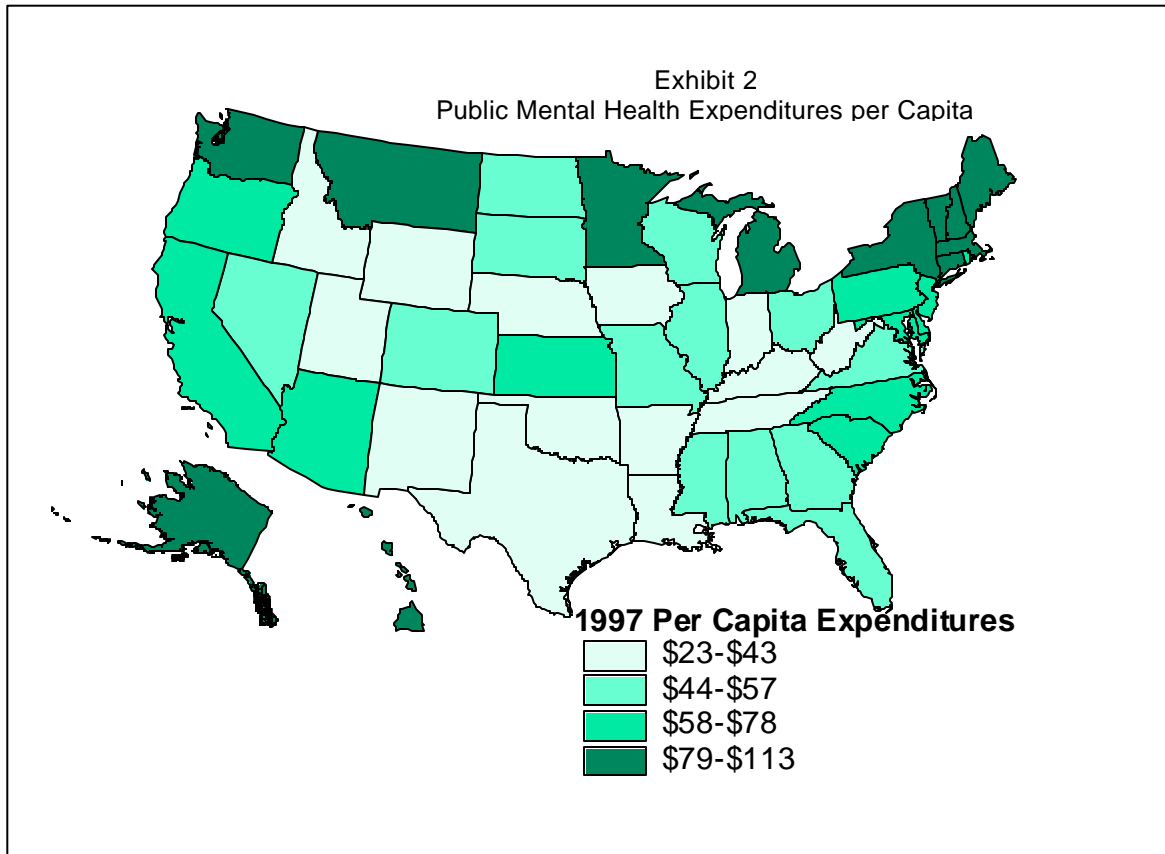 Exhibit 2
Public Mental Health Expenditures per Capita
1997 Per Capita Expenditures
$23-$43
$44-$57
$58-$78
$79-$113